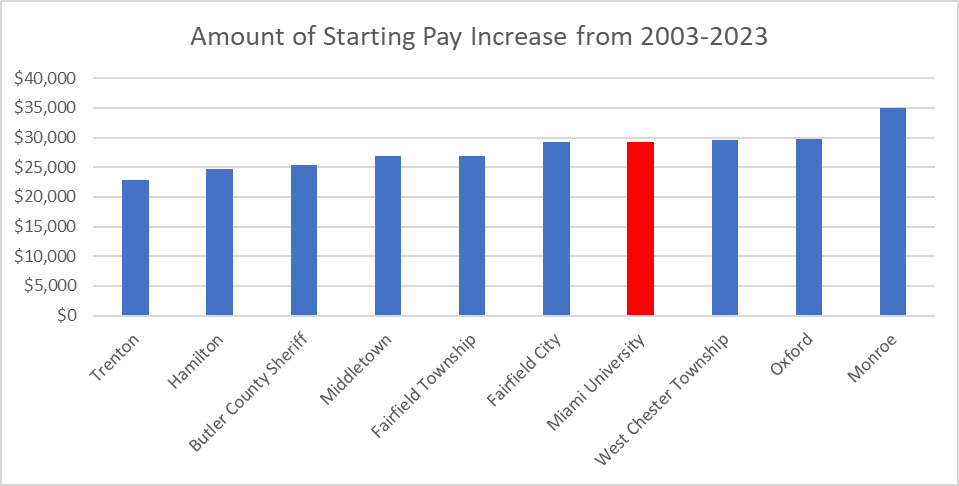 Amount of Starting Pay Increase from 2003-2023
$40,000
$35,000
$30,000
$25,000
$20,000
$15,000
$10,000
$5,000
$0
Trenton
Hamilton
Butler County Sheriff
Middletown
Fairfield Township
Fairfield City
Miami University
West Chester Township
Oxford
Monroe